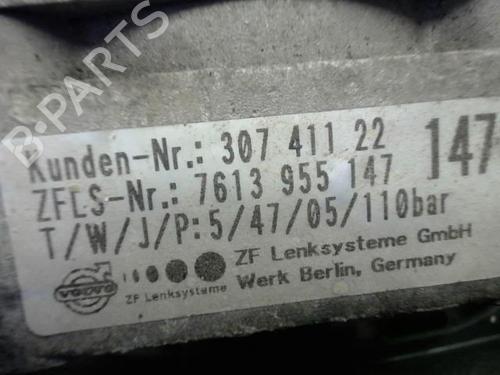 B-PARTS
Kunden-Nr.: 307 411 22
147
ZFLS-Nr.: 7613 955 147
T/W/J/P:5/47/05/110bar
ZF Lenksysteme GmbH
Werk Berlin, Germany
VOLVO
ZF Lenksysteme